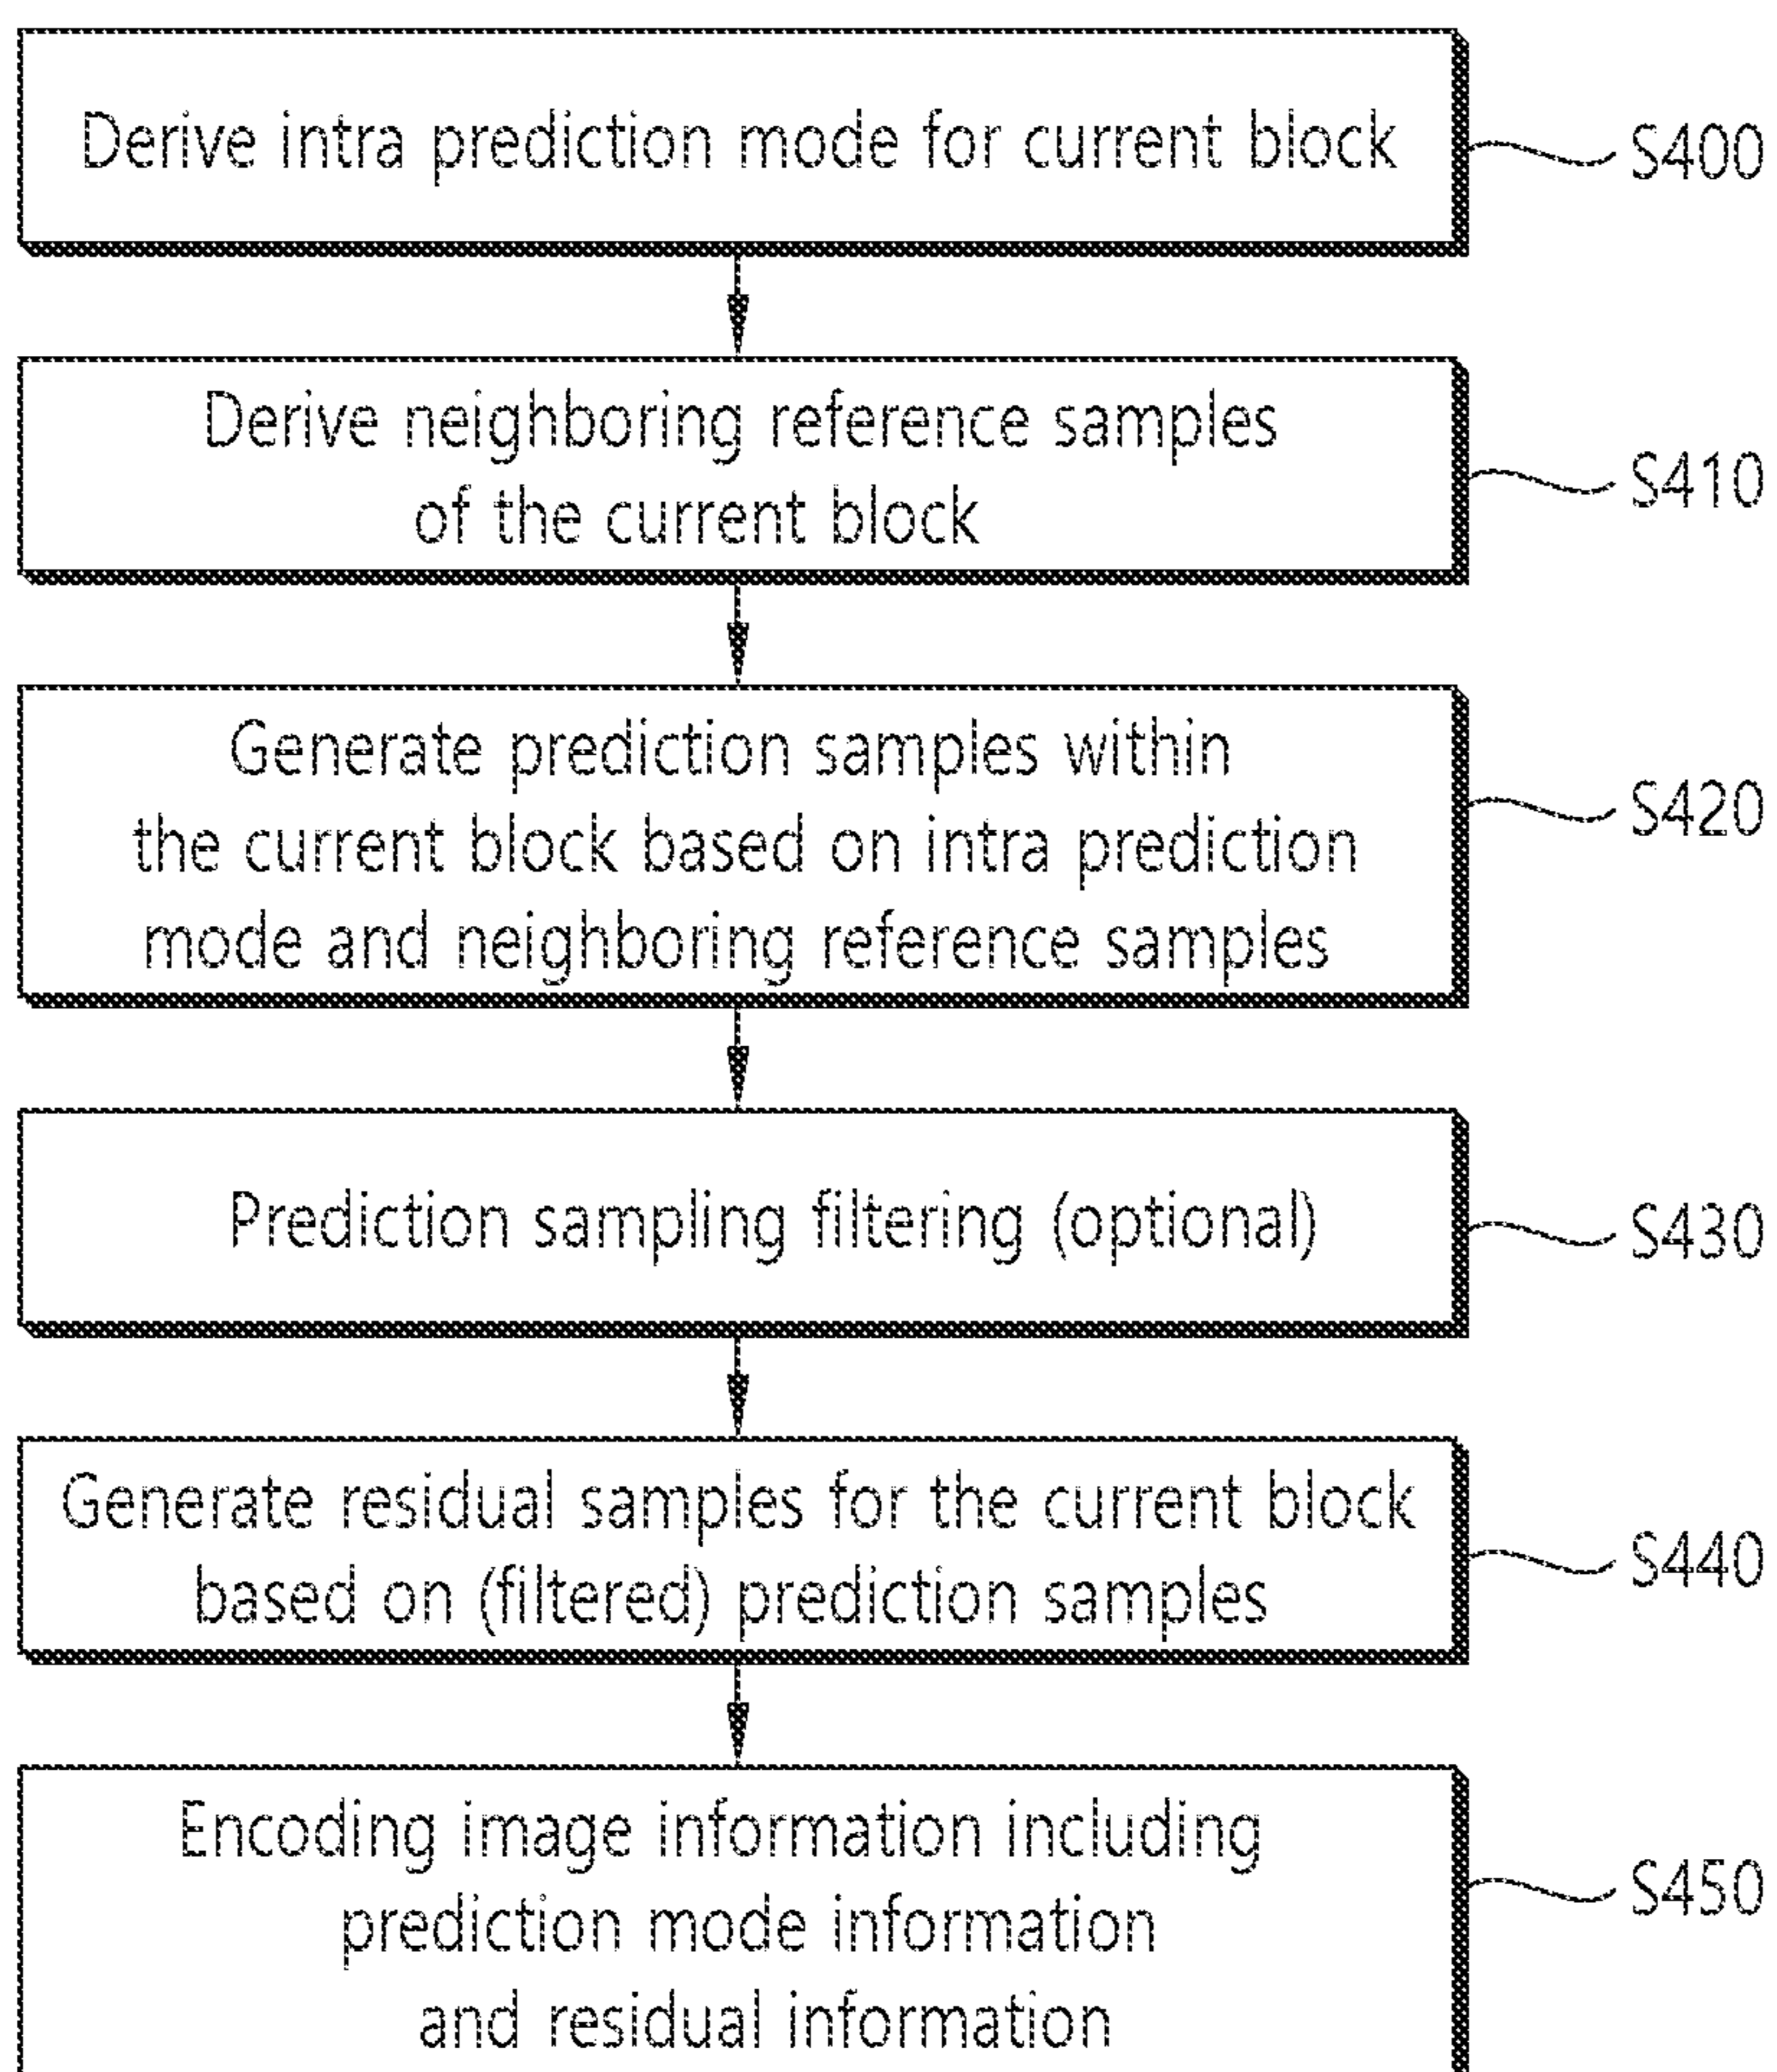 Derive intra prediction mode for current block
S400
Derive neighboring reference samples
of the current block
S410
Generate prediction samples within
the current block based on intra prediction
mode and neighboring reference samples
S420
Prediction sampling filtering (optional)
S430
Generate residual samples for the current block
based on (filtered) prediction samples
S440
Encoding image information including
prediction mode information
and residual information
S450